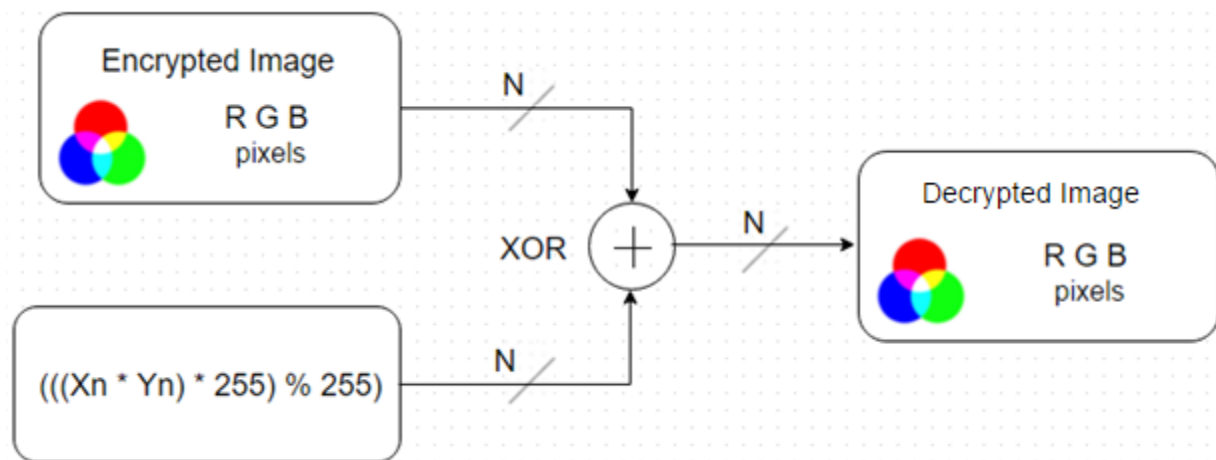 Encrypted Image
R G B
pixels
N
XOR
N
Decrypted Image
R G B
pixels
(((Xn * Yn) * 255) % 255)
N